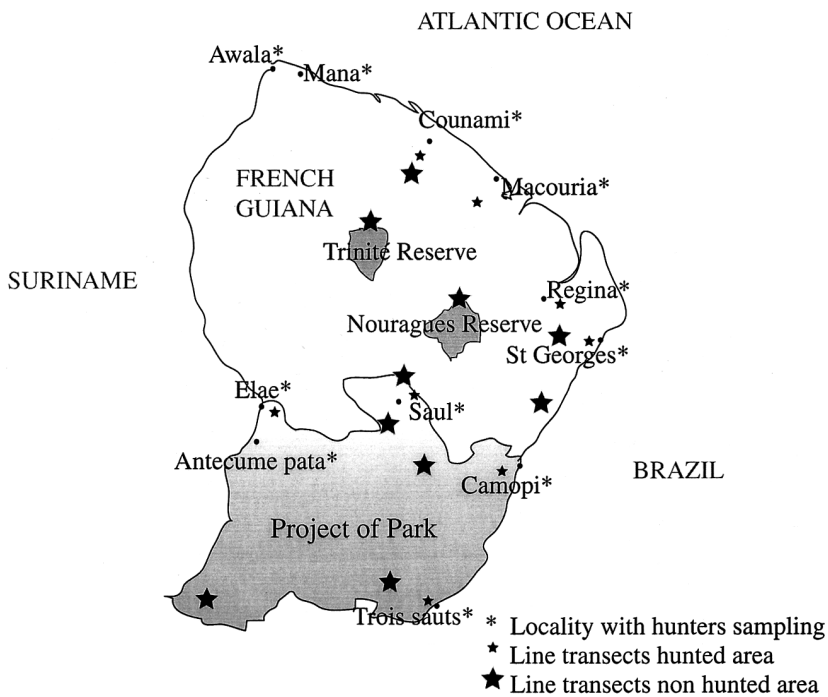 ATLANTIC OCEAN
Awala*
Mana*
Counami*
FRENCH
GUIANA
Macouria*
Trinité Reserve
SURINAME
Regina*
Nouragues Reserve
St Georges*
Elae*
Saul*
Antecume pata*
Camopi*
BRAZIL
Project of Park
Trois sauts*
* Locality with hunters sampling
Line transects hunted area
Line transects non hunted area